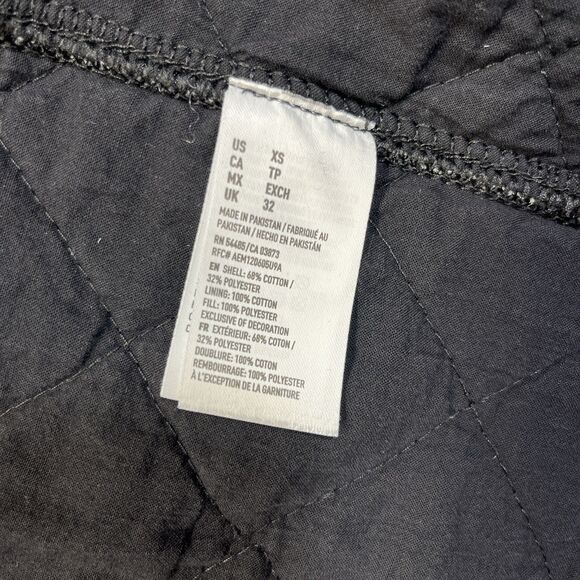 US XS
CA TP
MX EXCH
UK 32
MADE IN PAKISTAN / FABRIQUÉ AU
PAKISTAN / HECHO EN PAKISTÁN
RN 54485/CA 03873
RFC# AEM120605U9A
EN SHELL: 68% COTTON /
32% POLYESTER
LINING: 100% COTTON
FILL: 100% POLYESTER
EXCLUSIVE OF DECORATION
FR EXTÉRIEUR: 68% COTON /
32% POLYESTER
DOUBLURE: 100% COTON
REMBOURRAGE: 100% POLYESTER
À L'EXCEPTION DE LA GARNITURE